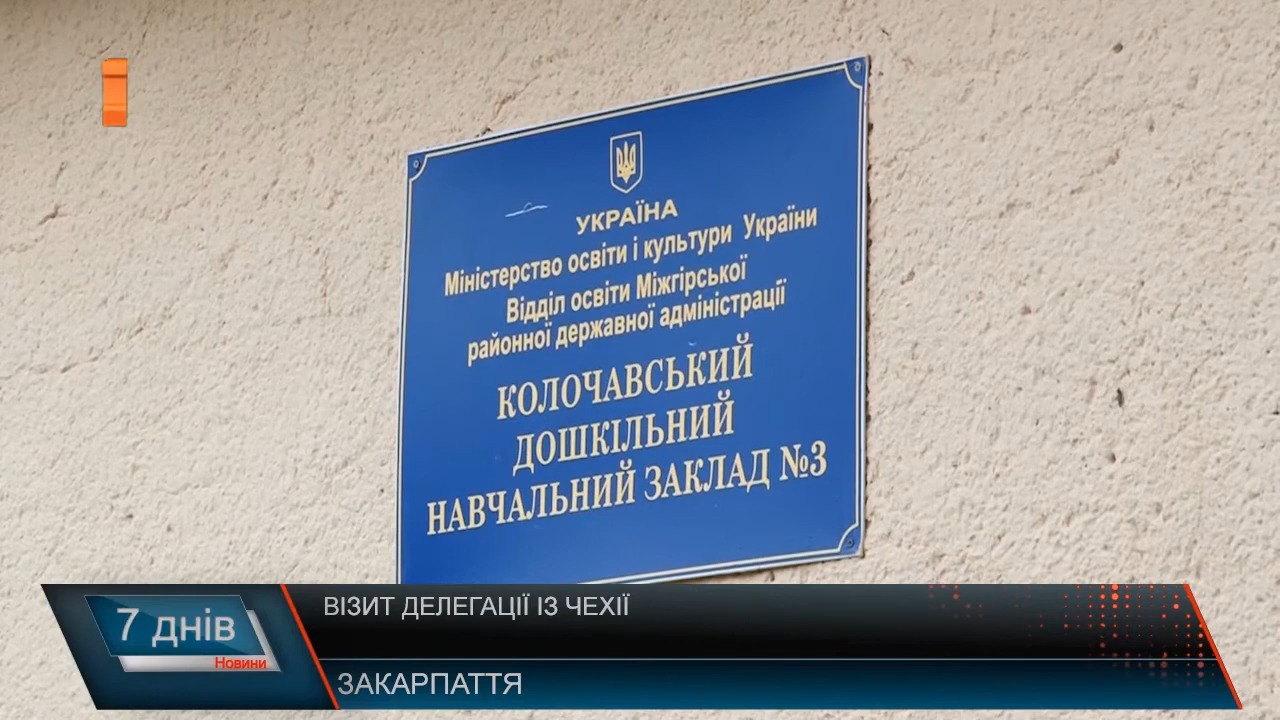 УКРАЇНА
Міністерство освіти і культури України
Відділ освіти Міжгірської
районної державної адміністрації
КОЛОЧАВСЬКИЙ
ДОШКІЛЬНИЙ
НАВЧАЛЬНИЙ ЗАКЛАД №3
7 днів
Новини
ВІЗИТ ДЕЛЕГАЦІЇ ІЗ ЧЕХІЇ
ЗАКАРПАТТЯ